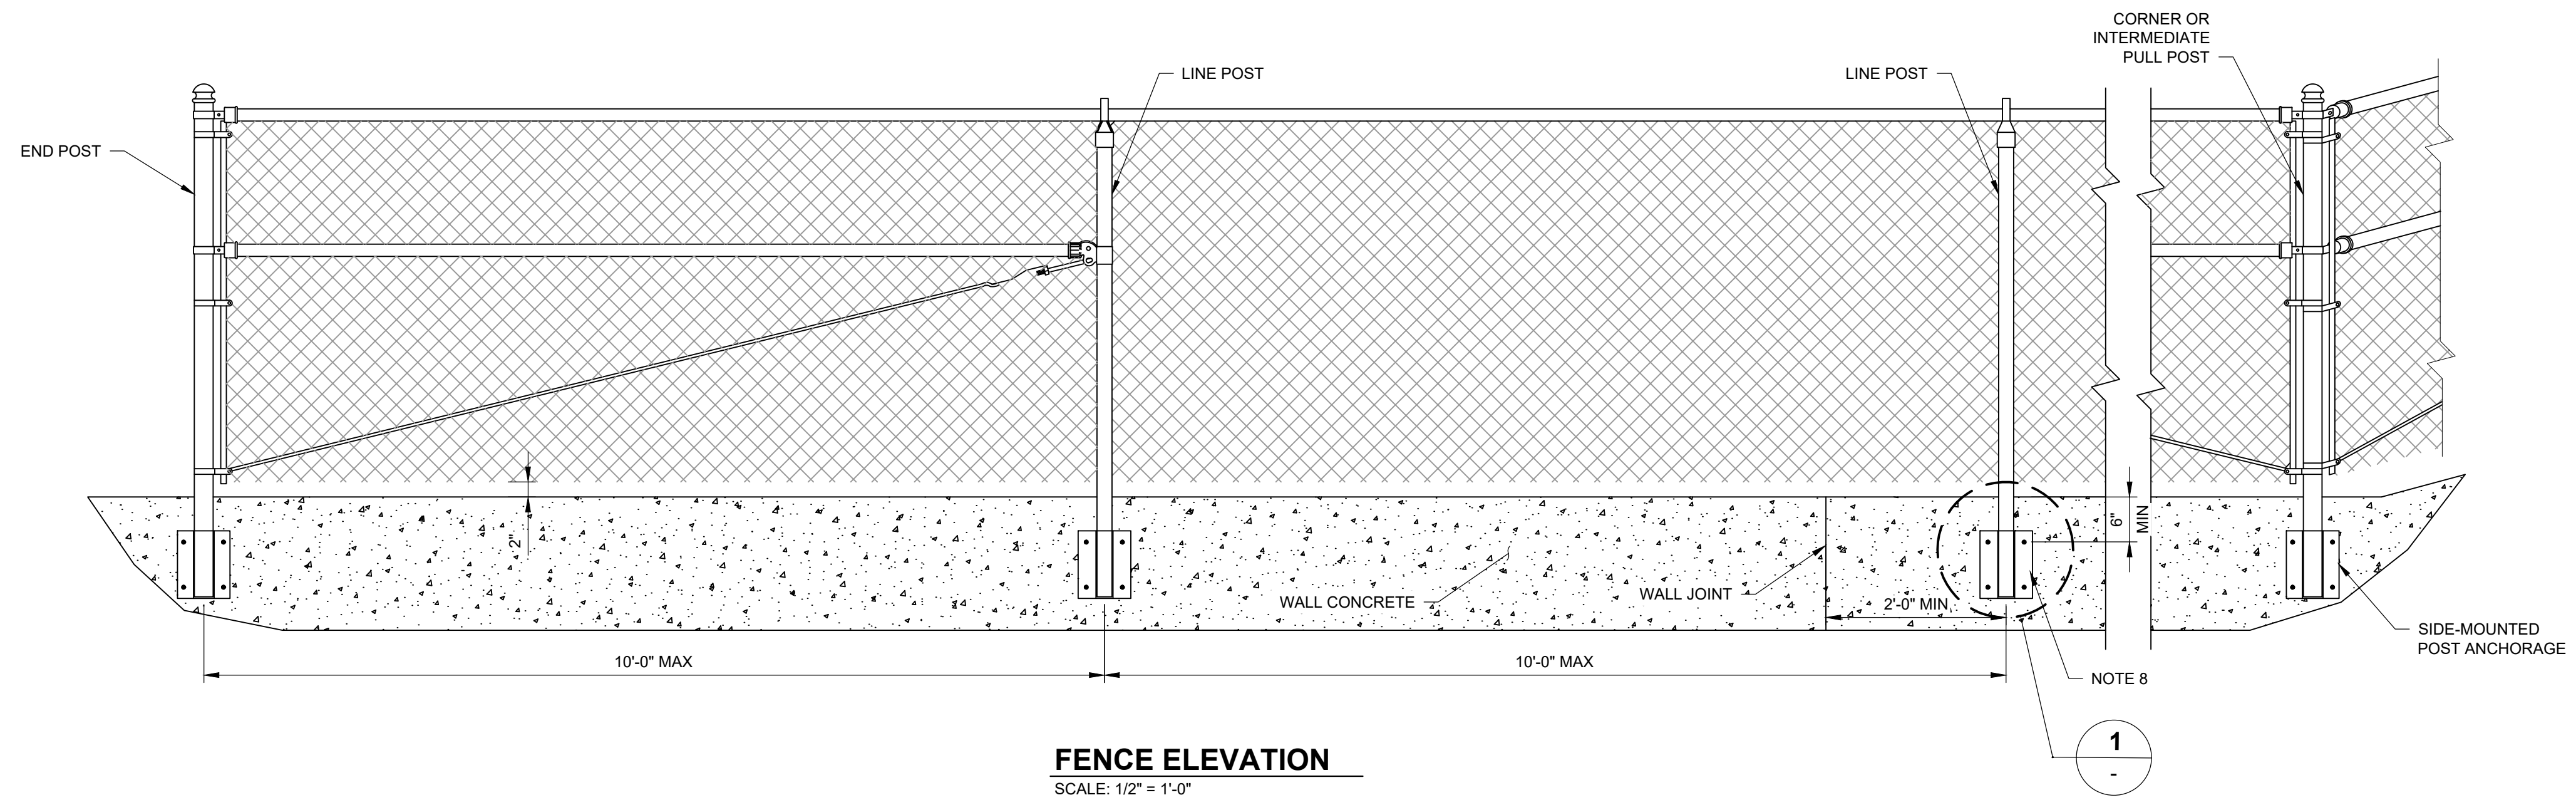 CORNER OR
INTERMEDIATE
PULL POST
LINE POST
LINE POST
END POST
2"
6"
MIN
WALL CONCRETE
WALL JOINT
2'-0" MIN
SIDE-MOUNTED
POST ANCHORAGE
10'-0" MAX
10'-0" MAX
NOTE 8
1
-
FENCE ELEVATION
SCALE: 1/2" = 1'-0"